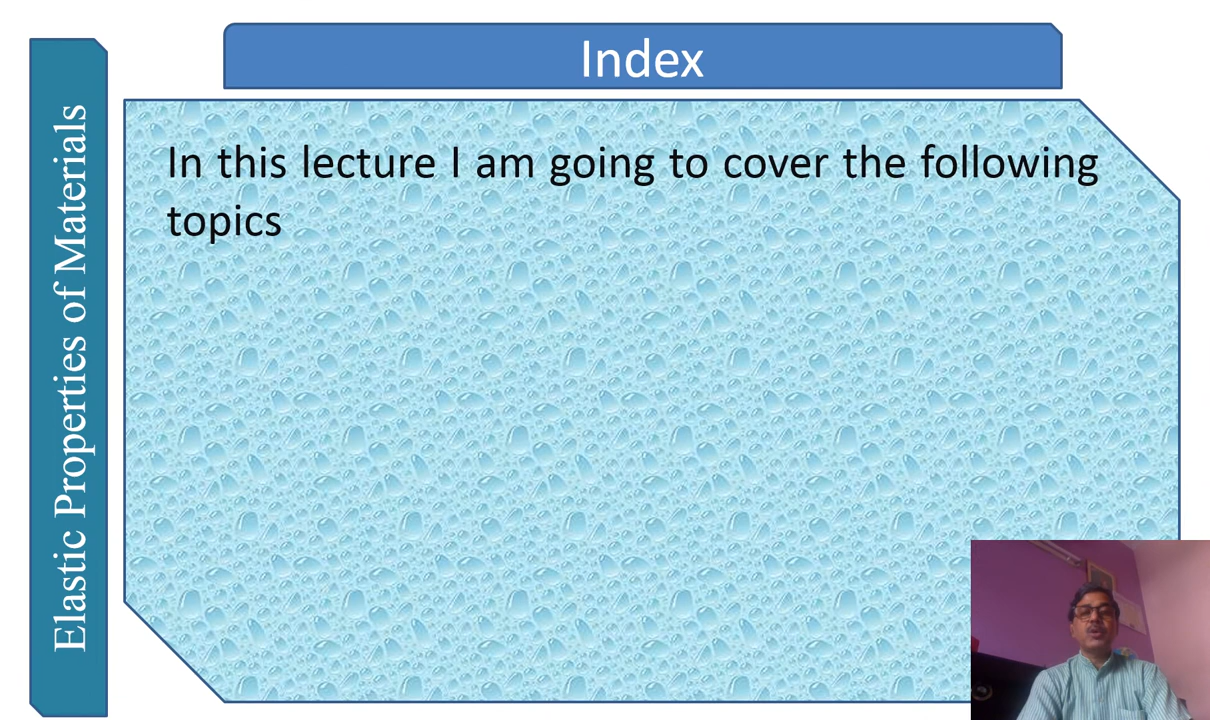 Index
Elastic Properties of Materials
In this lecture I am going to cover the following
topics